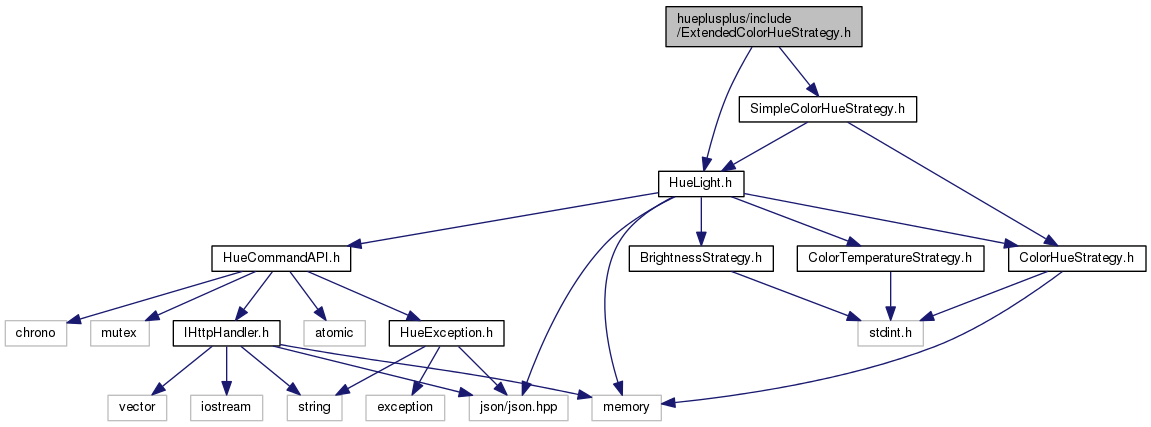 hueplusplus/include
/ExtendedColorHueStrategy.h
SimpleColorHueStrategy.h
HueLight.h
HueCommandAPI.h
BrightnessStrategy.h
ColorTemperatureStrategy.h
ColorHueStrategy.h
chrono
mutex
IHttpHandler.h
atomic
HueException.h
stdint.h
vector
iostream
string
exception
json/json.hpp
memory